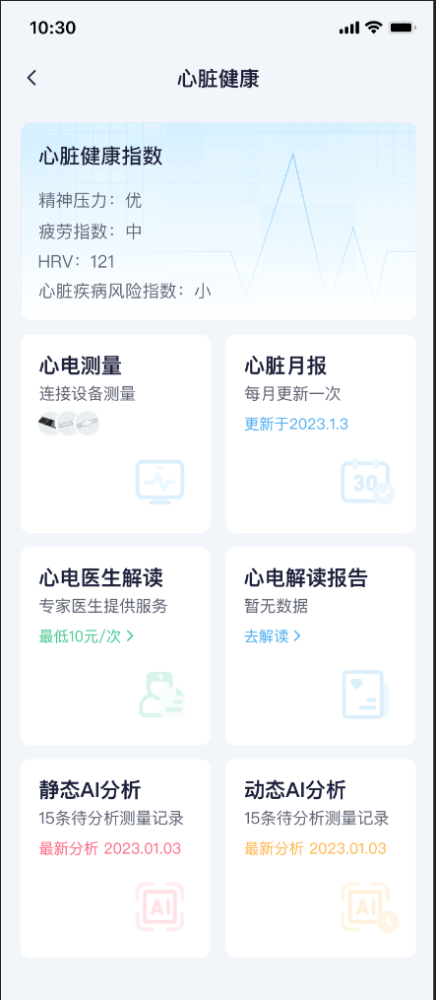 10:30
心脏健康
心脏健康指数
精神压力：优
疲劳指数：中
HRV：121
心脏疾病风险指数：小
心电测量
连接设备测量
心脏月报
每月更新一次
更新于2023.1.3
30
心电医生解读
专家医生提供服务
最低10元/次
心电解读报告
暂无数据
去解读
静态AI分析
15条待分析测量记录
最新分析 2023.01.03
AI
动态AI分析
15条待分析测量记录
最新分析 2023.01.03
AI